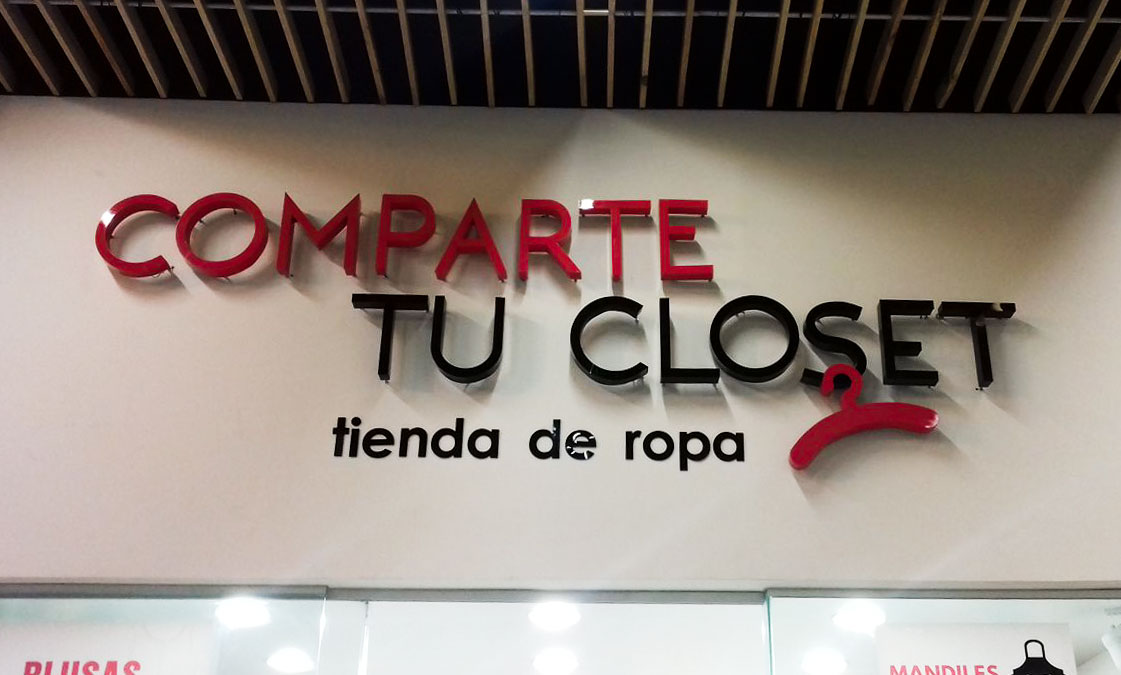 COMPARTE
TU CLOSET
tienda de ropa
BLUSAS
MANDILES